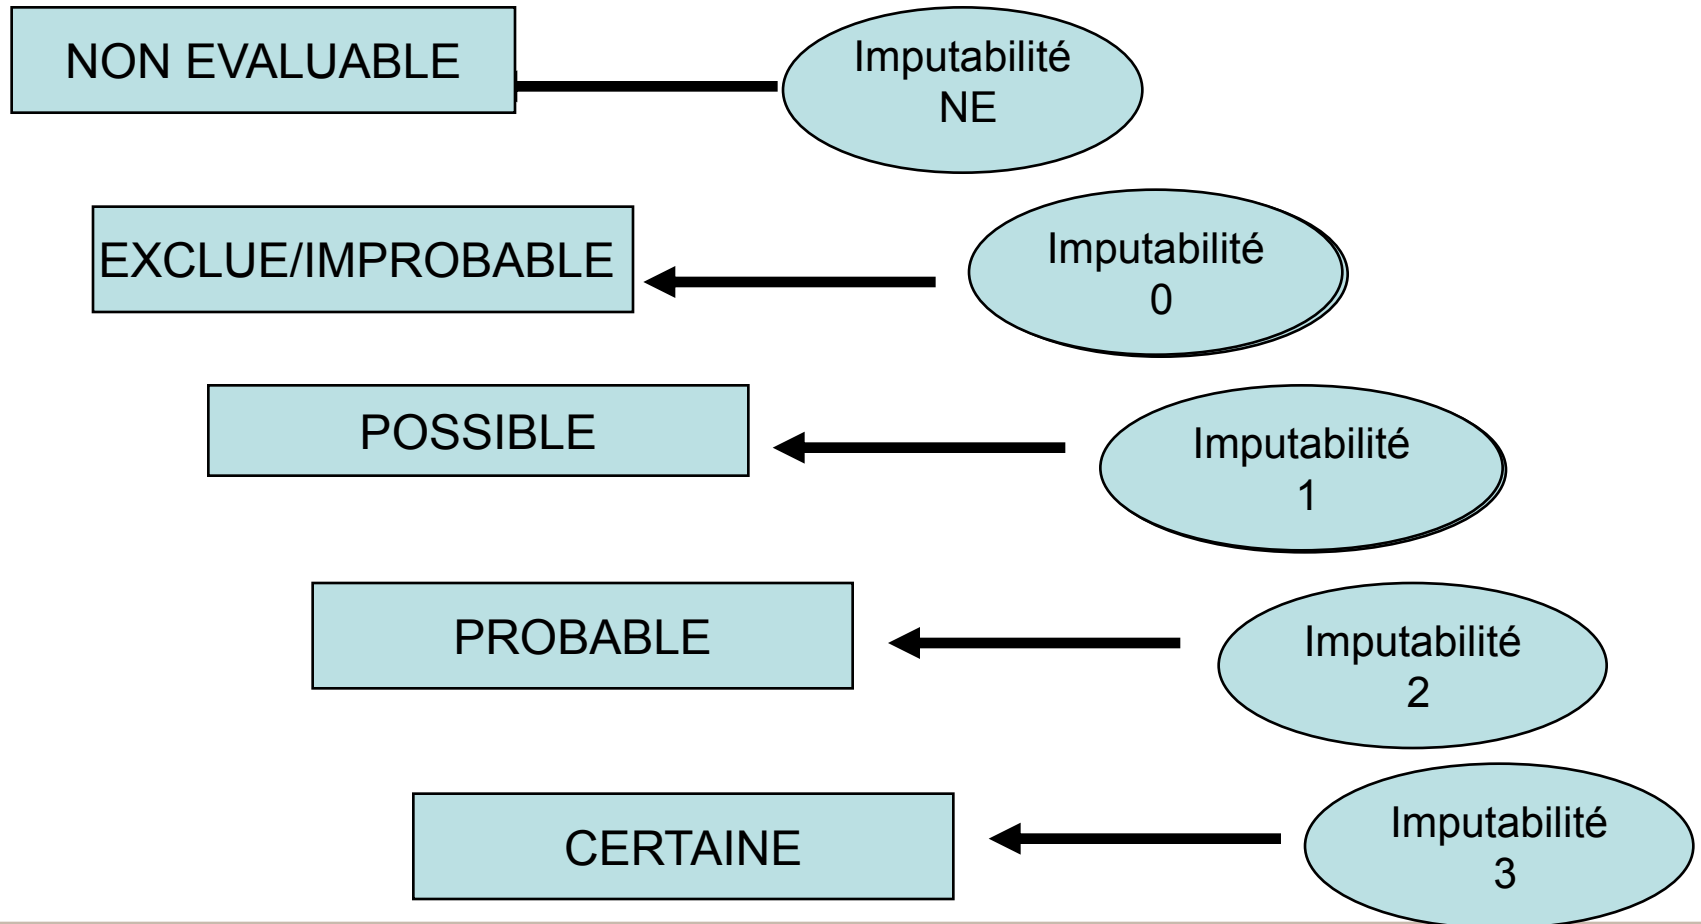 NON EVALUABLE
Imputabilité
NE
EXCLUE/IMPROBABLE
Imputabilité
0
POSSIBLE
Imputabilité
1
PROBABLE
Imputabilité
2
CERTAINE
Imputabilité
3